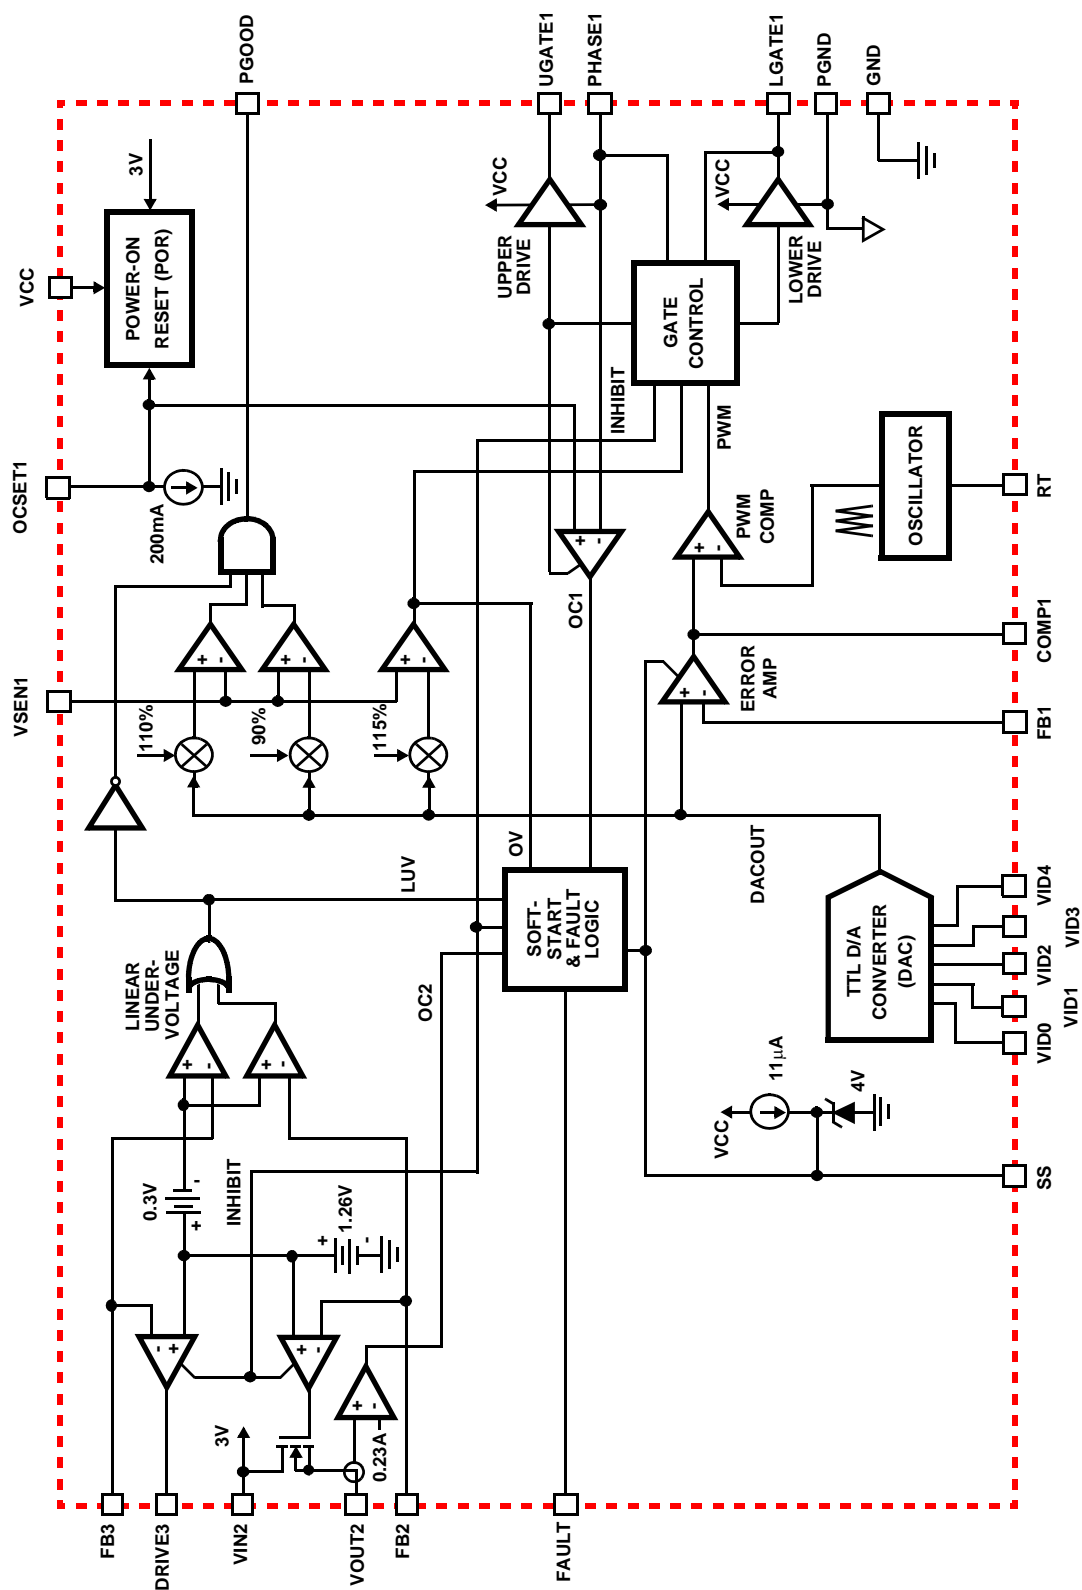 VCC
OCSET1
VSEN1
3V
POWER-ON
RESET (POR)
PGOOD
200mA
110%
90%
115%
+
-
+
-
+
-
LINEAR
UNDER-
VOLTAGE
+
-
+
-
LUV
OV
OC1
OC2
SOFT-
START
& FAULT
LOGIC
INHIBIT
0.3V
+
-
1.26V
+
-
-
+
+
-
+
-
0.23A
3V
FB3
DRIVE3
VIN2
VOUT2
FB2
FAULT
UPPER
DRIVE
VCC
UGATE1
PHASE1
LGATE1
PGND
GND
VCC
LOWER
DRIVE
GATE
CONTROL
INHIBIT
PWM
+
-
PWM
COMP
+
-
ERROR
AMP
+
-
OSCILLATOR
RT
COMP1
FB1
DACOUT
TTL D/A
CONVERTER
(DAC)
VID4
VID3
VID2
VID1
VID0
VCC
11µA
4V
SS